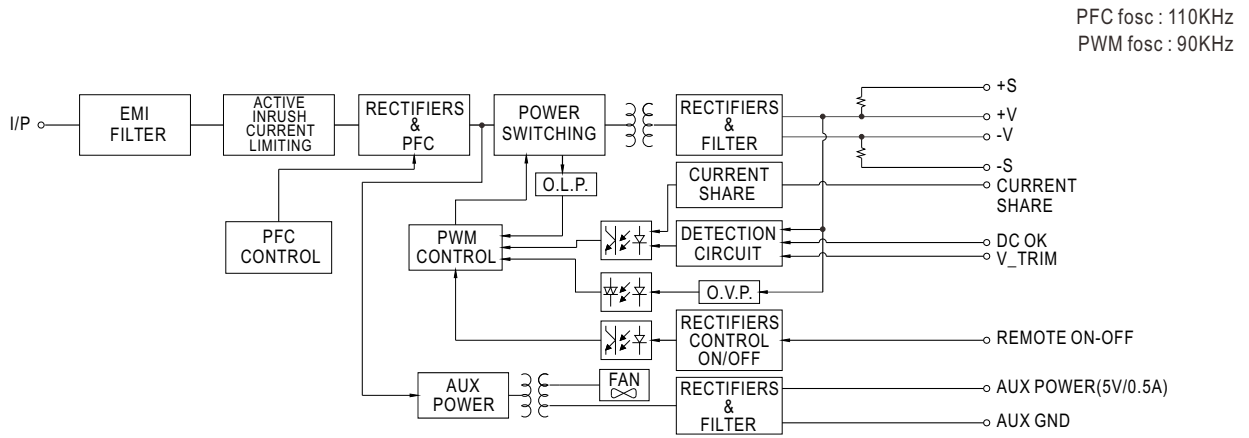 PFC fosc : 110KHz
PWM fosc : 90KHz
I/P
EMI
FILTER
ACTIVE
INRUSH
CURRENT
LIMITING
RECTIFIERS
&
PFC
POWER
SWITCHING
RECTIFIERS
&
FILTER
+S
+V
-V
-S
O.L.P.
CURRENT
SHARE
CURRENT
SHARE
PFC
CONTROL
PWM
CONTROL
DETECTION
CIRCUIT
DC OK
V_TRIM
O.V.P.
RECTIFIERS
CONTROL
ON/OFF
REMOTE ON-OFF
AUX
POWER
FAN
RECTIFIERS
&
FILTER
AUX POWER(5V/0.5A)
AUX GND